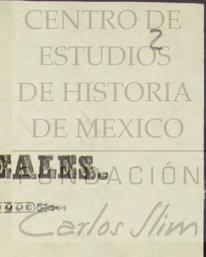 CENTRO DE
2
ESTUDIOS
DE HISTORIA
DE MEXICO
EALES.
FUNDACIÓN
Carlos Slim